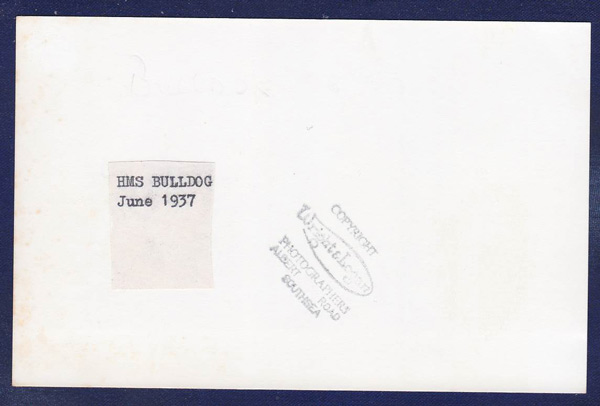 HMS BULLDOG
June 1937
COPYRIGHT
Wright & Logan
PHOTOGRAPHERS
ALBERT ROAD
SOUTHSEA